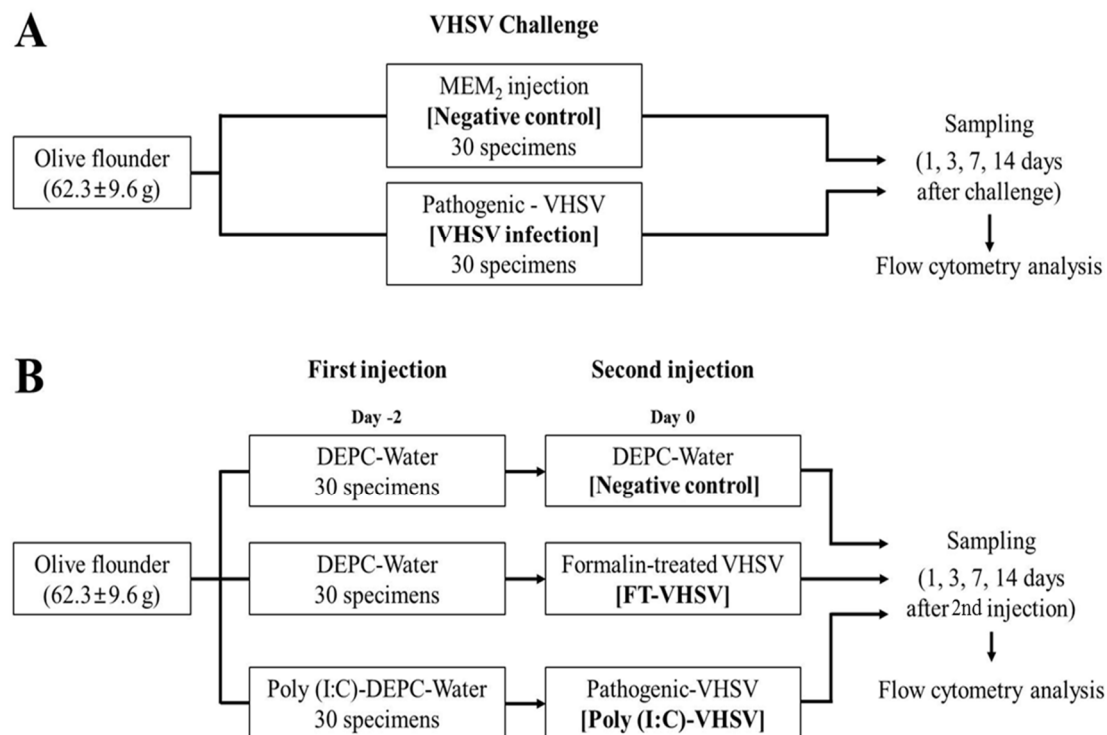 A
VHSV Challenge
Olive flounder
(62.3±9.6 g)
MEM₂ injection
[Negative control]
30 specimens
Pathogenic - VHSV
[VHSV infection]
30 specimens
Sampling
(1, 3, 7, 14 days
after challenge)
Flow cytometry analysis
B
First injection
Second injection
Day -2
Day 0
Olive flounder
(62.3±9.6 g)
DEPC-Water
30 specimens
DEPC-Water
[Negative control]
DEPC-Water
30 specimens
Formalin-treated VHSV
[FT-VHSV]
Poly (I:C)-DEPC-Water
30 specimens
Pathogenic-VHSV
[Poly (I:C)-VHSV]
Sampling
(1, 3, 7, 14 days
after 2nd injection)
Flow cytometry analysis